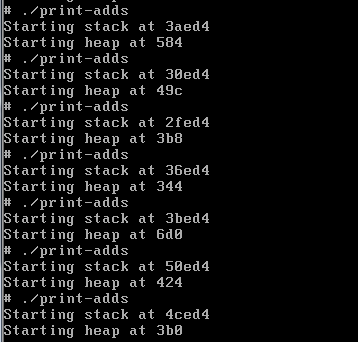 # ./print-adds
Starting stack at 3aed4
Starting heap at 584
# ./print-adds
Starting stack at 30ed4
Starting heap at 49c
# ./print-adds
Starting stack at 2fed4
Starting heap at 3b8
# ./print-adds
Starting stack at 36ed4
Starting heap at 344
# ./print-adds
Starting stack at 3bed4
Starting heap at 6d0
# ./print-adds
Starting stack at 50ed4
Starting heap at 424
# ./print-adds
Starting stack at 4ced4
Starting heap at 3b0